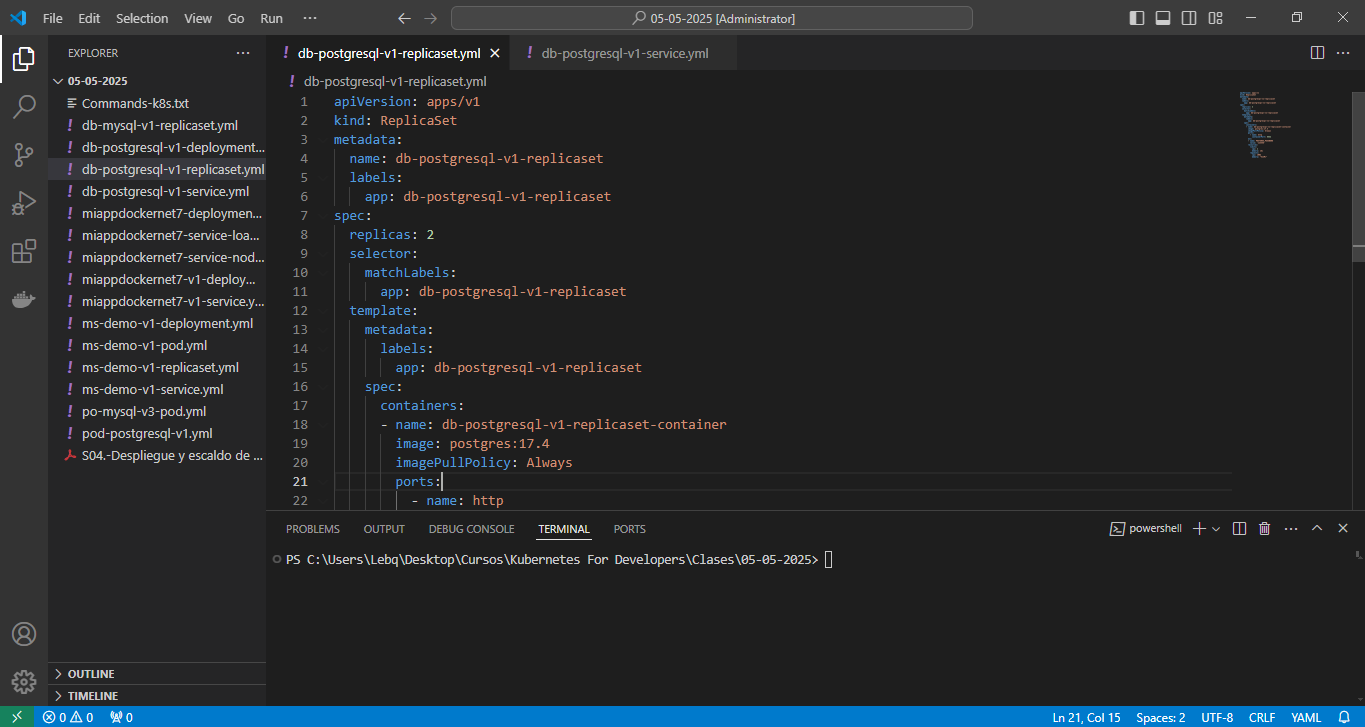 File Edit Selection View Go Run ···
05-05-2025 [Administrator]
EXPLORER ···
05-05-2025
Commands-k8s.txt
! db-mysql-v1-replicaset.yml
! db-postgresql-v1-deployment...
! db-postgresql-v1-replicaset.yml
! db-postgresql-v1-service.yml
! miappdockernet7-deploymen...
! miappdockernet7-service-loa...
! miappdockernet7-service-nod...
! miappdockernet7-v1-deploy...
! miappdockernet7-v1-service.y...
! ms-demo-v1-deployment.yml
! ms-demo-v1-pod.yml
! ms-demo-v1-replicaset.yml
! ms-demo-v1-service.yml
! po-mysql-v3-pod.yml
! pod-postgresql-v1.yml
S04.-Despliegue y escaldo de ...
OUTLINE
TIMELINE
! db-postgresql-v1-replicaset.yml
! db-postgresql-v1-service.yml
! db-postgresql-v1-replicaset.yml
1 apiVersion: apps/v1
2 kind: ReplicaSet
3 metadata:
4 name: db-postgresql-v1-replicaset
5 labels:
6 app: db-postgresql-v1-replicaset
7 spec:
8 replicas: 2
9 selector:
10 matchLabels:
11 app: db-postgresql-v1-replicaset
12 template:
13 metadata:
14 labels:
15 app: db-postgresql-v1-replicaset
16 spec:
17 containers:
18 - name: db-postgresql-v1-replicaset-container
19 image: postgres:17.4
20 imagePullPolicy: Always
21 ports:
22 - name: http
PROBLEMS OUTPUT DEBUG CONSOLE TERMINAL PORTS
powershell
PS C:\Users\Lebq\Desktop\Cursos\Kubernetes For Developers\Clases\05-05-2025>
0 0 0
Ln 21, Col 15 Spaces: 2 UTF-8 CRLF YAML